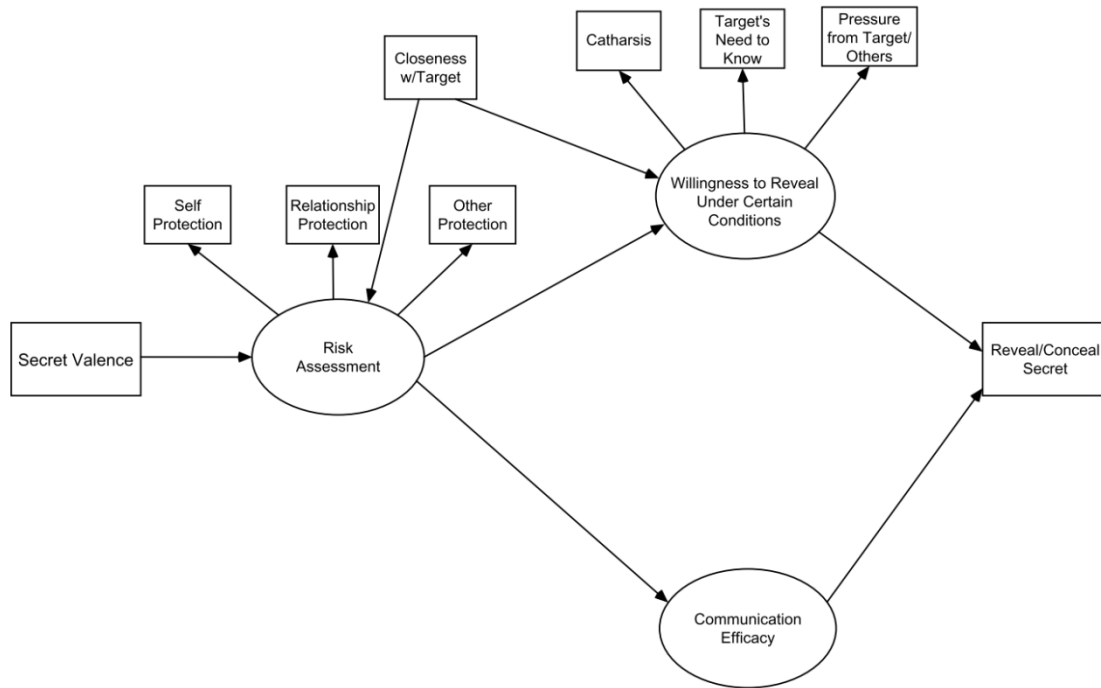 Catharsis
Target's
Need to
Know
Pressure
from Target/
Others
Closeness
w/Target
Willingness to Reveal
Under Certain
Conditions
Self
Protection
Relationship
Protection
Other
Protection
Secret Valence
Risk
Assessment
Reveal/Conceal
Secret
Communication
Efficacy